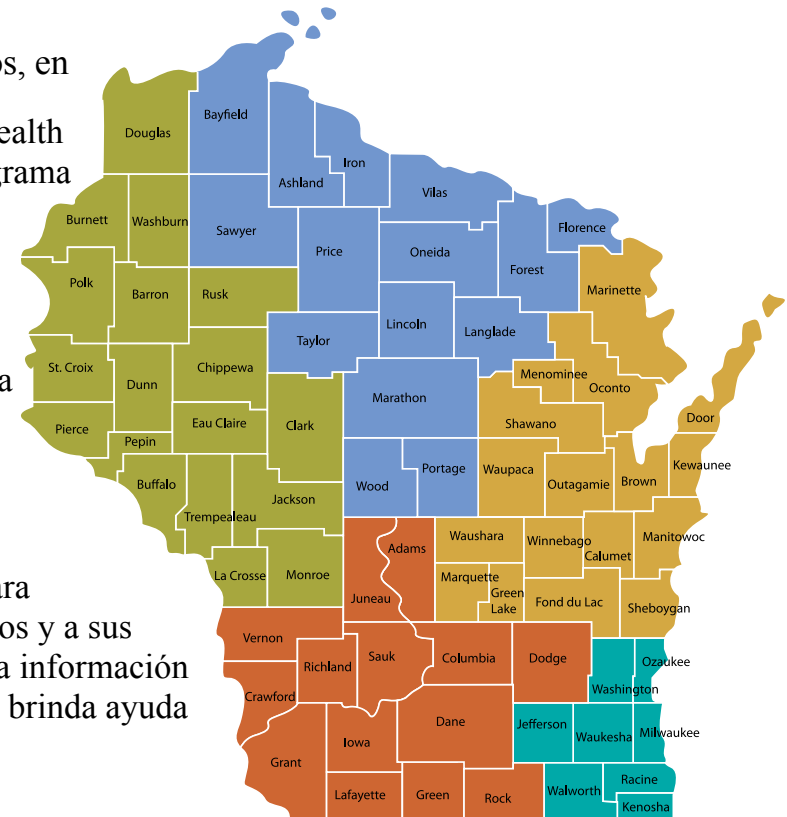 os, en
ealth
grama
a
ara
os y a sus
a información
brinda ayuda
Bayfield
Douglas
Iron
Ashland
Vilas
Burnett
Washburn
Sawyer
Florence
Price
Oneida
Forest
Polk
Barron
Rusk
Marinette
Lincoln
Langlade
Taylor
St. Croix
Chippewa
Dunn
Menominee
Oconto
Marathon
Door
Pierce
Eau Claire
Clark
Shawano
Pepin
Kewaunee
Buffalo
Wood
Portage
Waupaca
Outagamie
Brown
Jackson
Trempealeau
Adams
Waushara
Winnebago
Manitowoc
Calumet
La Crosse
Monroe
Juneau
Marquette
Green
Lake
Fond du Lac
Sheboygan
Vernon
Richland
Sauk
Columbia
Dodge
Ozaukee
Washington
Crawford
Dane
Jefferson
Waukesha
Milwaukee
Iowa
Grant
Lafayette
Green
Rock
Walworth
Racine
Kenosha